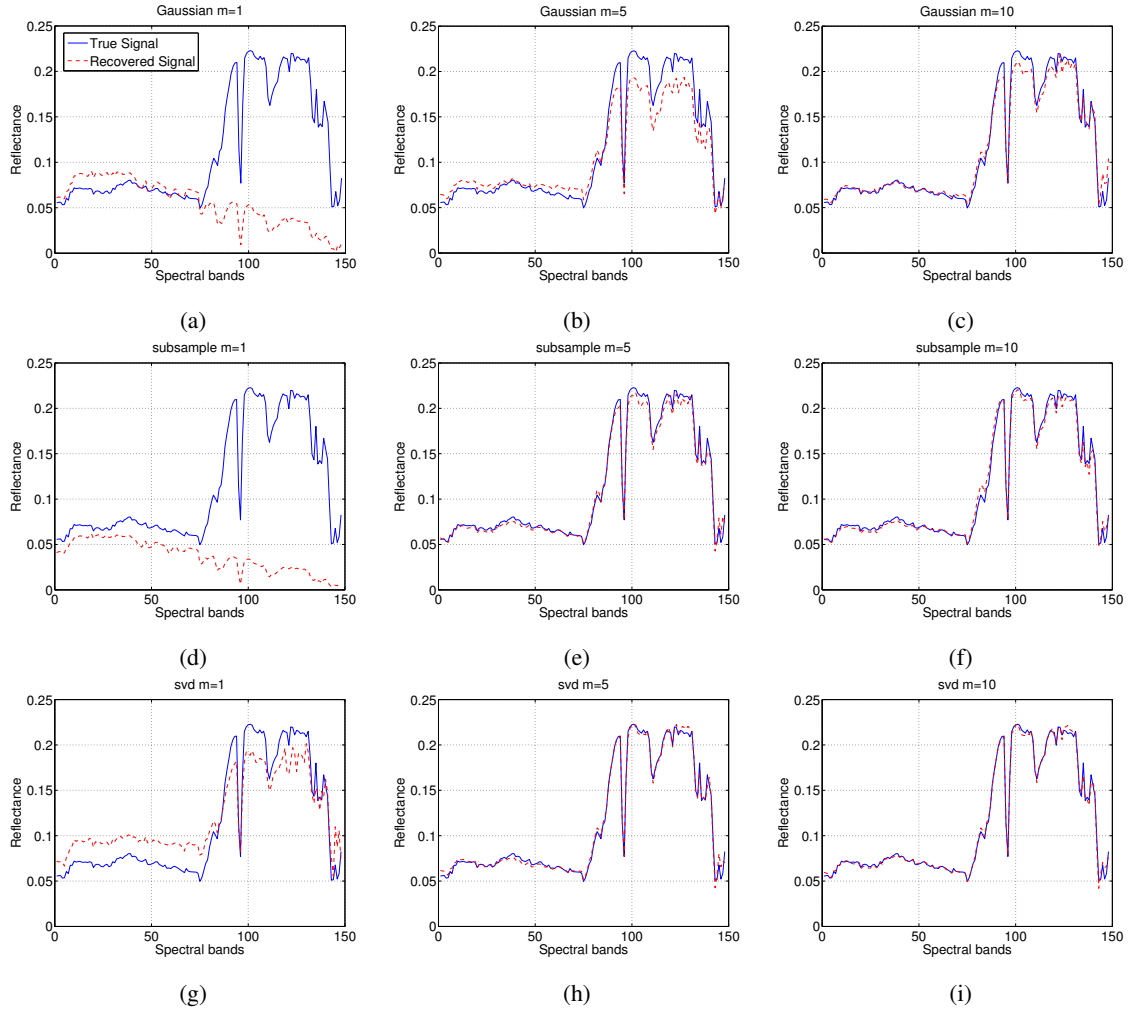 Gaussian m=1
True Signal
Recovered Signal
0.25
0.2
0.15
0.1
0.05
0
0
50
100
150
Reflectance
Spectral bands
(a)
Gaussian m=5
0.25
0.2
0.15
0.1
0.05
0
0
50
100
150
Reflectance
Spectral bands
(b)
Gaussian m=10
0.25
0.2
0.15
0.1
0.05
0
0
50
100
150
Reflectance
Spectral bands
(c)
subsample m=1
0.25
0.2
0.15
0.1
0.05
0
0
50
100
150
Reflectance
Spectral bands
(d)
subsample m=5
0.25
0.2
0.15
0.1
0.05
0
0
50
100
150
Reflectance
Spectral bands
(e)
subsample m=10
0.25
0.2
0.15
0.1
0.05
0
0
50
100
150
Reflectance
Spectral bands
(f)
svd m=1
0.25
0.2
0.15
0.1
0.05
0
0
50
100
150
Reflectance
Spectral bands
(g)
svd m=5
0.25
0.2
0.15
0.1
0.05
0
0
50
100
150
Reflectance
Spectral bands
(h)
svd m=10
0.25
0.2
0.15
0.1
0.05
0
0
50
100
150
Reflectance
Spectral bands
(i)